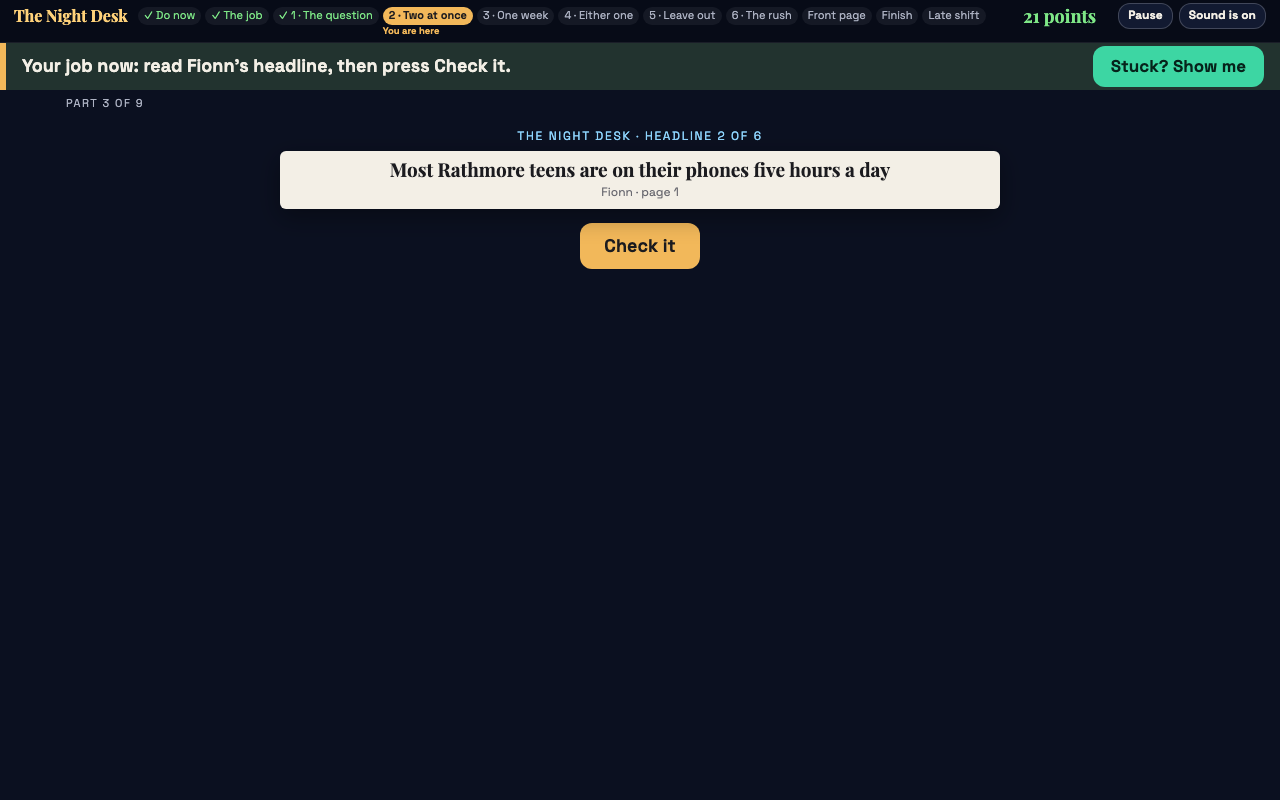 The Night Desk ✓ Do now ✓ The job ✓ 1 · The question 2 · Two at once 3 · One week 4 · Either one 5 · Leave out 6 · The rush Front page Finish Late shift 21 points Pause Sound is on
You are here
Your job now: read Fionn's headline, then press Check it. Stuck? Show me
PART 3 OF 9
THE NIGHT DESK · HEADLINE 2 OF 6
Most Rathmore teens are on their phones five hours a day
Fionn · page 1
Check it